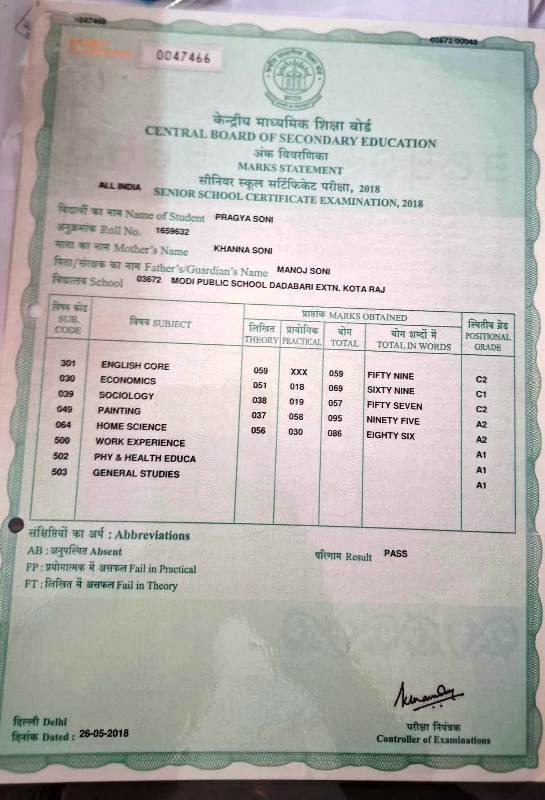 0047466
03672/00043
केन्द्रीय माध्यमिक शिक्षा बोर्ड
CENTRAL BOARD OF SECONDARY EDUCATION
अंक विवरणिका
MARKS STATEMENT
सीनियर स्कूल सर्टिफिकेट परीक्षा, 2018
ALL INDIA SENIOR SCHOOL CERTIFICATE EXAMINATION, 2018
विद्यार्थी का नाम Name of Student PRAGYA SONI
अनुक्रमांक Roll No. 1659632
माता का नाम Mother's Name KHANNA SONI
पिता/संरक्षक का नाम Father's/Guardian's Name MANOJ SONI
विद्यालय School 03672 MODI PUBLIC SCHOOL DADABARI EXTN. KOTA RAJ
विषय कोड SUB. CODE विषय SUBJECT प्राप्तांक MARKS OBTAINED स्थितीय ग्रेड POSITIONAL GRADE
लिखित THEORY प्रायोगिक PRACTICAL योग TOTAL योग शब्दों में TOTAL IN WORDS
301 ENGLISH CORE 059 XXX 059 FIFTY NINE C2
030 ECONOMICS 051 018 069 SIXTY NINE C1
039 SOCIOLOGY 038 019 057 FIFTY SEVEN C2
049 PAINTING 037 058 095 NINETY FIVE A2
064 HOME SCIENCE 056 030 086 EIGHTY SIX A2
500 WORK EXPERIENCE A1
502 PHY & HEALTH EDUCA A1
503 GENERAL STUDIES A1
संक्षिप्तियों का अर्थ : Abbreviations
AB : अनुपस्थित Absent परिणाम Result PASS
FP : प्रयोगात्मक में असफल Fail in Practical
FT : लिखित में असफल Fail in Theory
दिल्ली Delhi
दिनांक Dated : 26-05-2018
परीक्षा नियंत्रक
Controller of Examinations